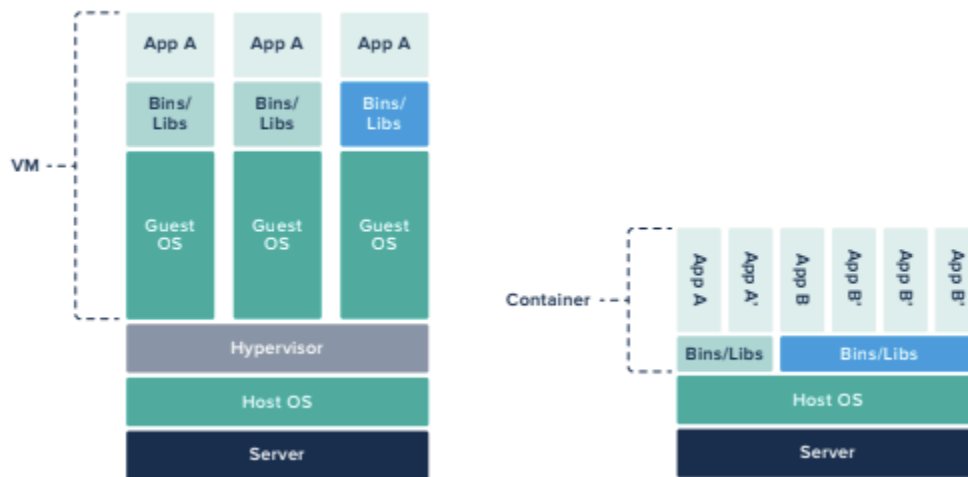 App A
App A
App A
Bins/
Libs
Bins/
Libs
Bins/
Libs
VM
Guest
OS
Guest
OS
Guest
OS
Hypervisor
Host OS
Server
Container
App A
App A'
App B
App B'
App B'
App B'
Bins/Libs
Bins/Libs
Host OS
Server